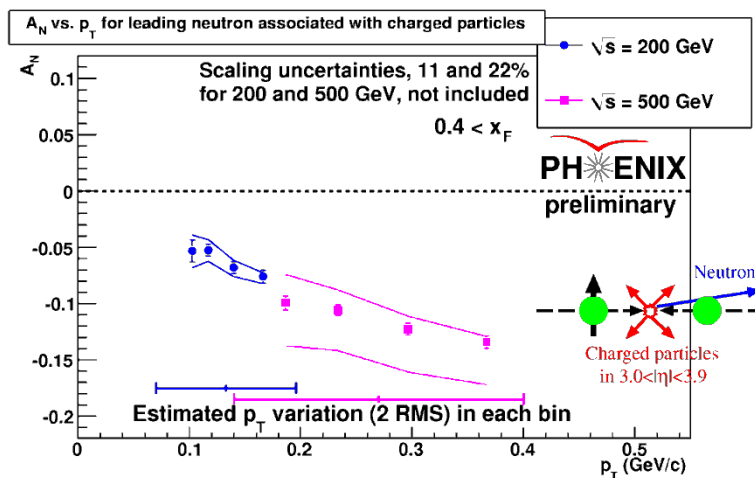 A_N vs. p_T for leading neutron associated with charged particles
√s = 200 GeV
√s = 500 GeV
A_N
Scaling uncertainties, 11 and 22%
for 200 and 500 GeV, not included
0.4 < x_F
PHENIX
preliminary
Neutron
Charged particles
in 3.0<|η|<3.9
Estimated p_T variation (2 RMS) in each bin
0.1
0.05
0
-0.05
-0.1
-0.15
-0.2
0 0.1 0.2 0.3 0.4 0.5
p_T (GeV/c)